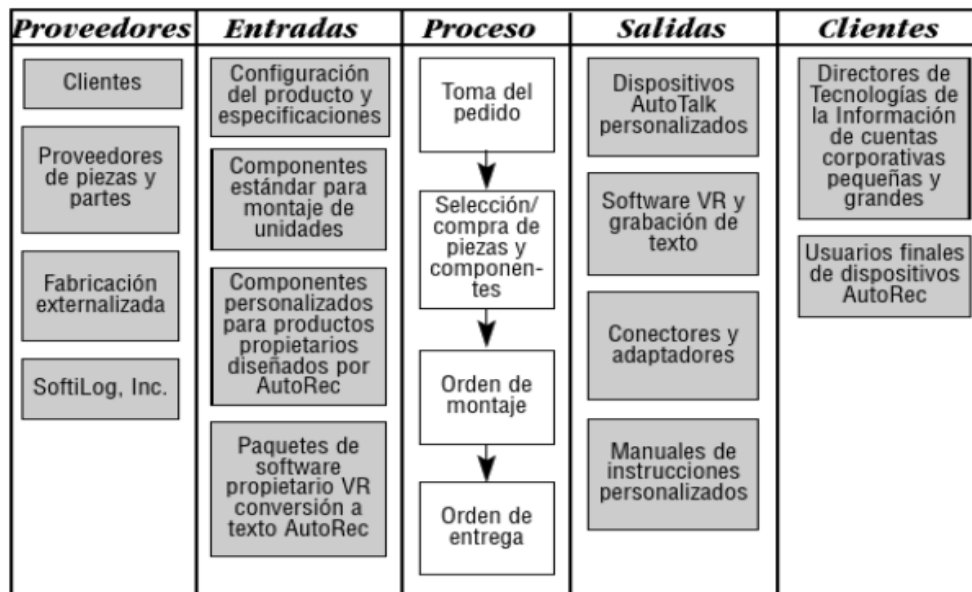 Proveedores
Entradas
Proceso
Salidas
Clientes
Clientes
Proveedores
de piezas y
partes
Fabricación
externalizada
SoftiLog, Inc.
Configuración
del producto y
especificaciones
Componentes
estándar para
montaje de
unidades
Componentes
personalizados
para productos
propietarios
diseñados por
AutoRec
Paquetes de
software
propietario VR
conversión a
texto AutoRec
Toma del
pedido
Selección/
compra de
piezas y
componen-
tes
Orden de
montaje
Orden de
entrega
Dispositivos
AutoTalk
personalizados
Software VR y
grabación de
texto
Conectores y
adaptadores
Manuales de
instrucciones
personalizados
Directores de
Tecnologías de
la Información
de cuentas
corporativas
pequeñas y
grandes
Usuarios finales
de dispositivos
AutoRec